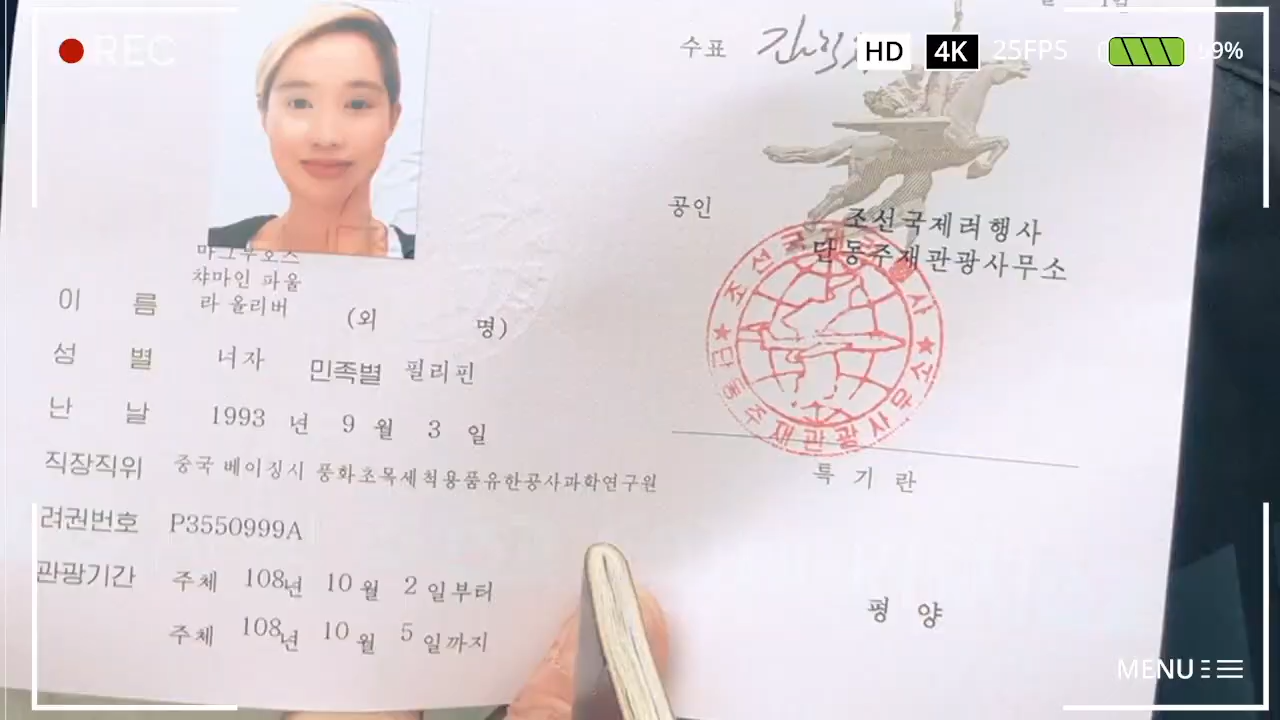 REC
HD 4K 25FPS 99%
수표
공인
조선국제려행사
단동주재관광사무소
마그부호스
챠마인 파울
라 올리버
이 름 (외 명)
성 별 녀자 민족별 필리핀
난 날 1993 년 9 월 3 일
직장직위 중국 베이징시 풍화초목세척용품유한공사과학연구원
려권번호 P3550999A
관광기간 주체 108년 10 월 2 일부터
주체 108년 10 월 5 일까지
특 기 란
평 양
MENU